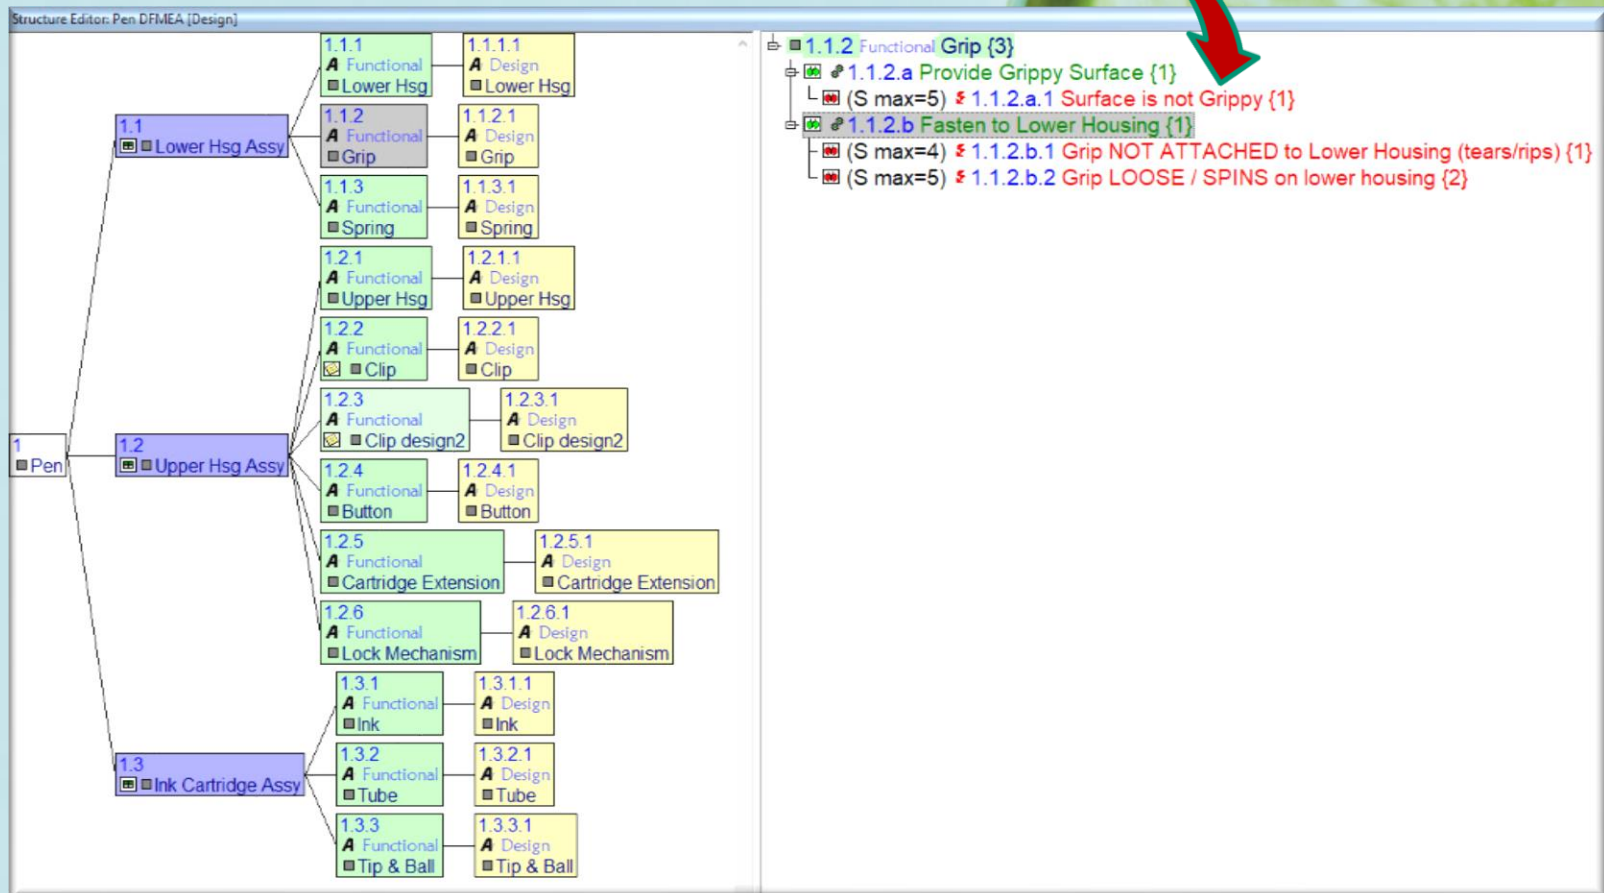 Structure Editor: Pen DFMEA [Design]
1
Pen
1.1
Lower Hsg Assy
1.1.1
A Functional
Lower Hsg
1.1.1.1
A Design
Lower Hsg
1.1.2
A Functional
Grip
1.1.2.1
A Design
Grip
1.1.3
A Functional
Spring
1.1.3.1
A Design
Spring
1.2
Upper Hsg Assy
1.2.1
A Functional
Upper Hsg
1.2.1.1
A Design
Upper Hsg
1.2.2
A Functional
Clip
1.2.2.1
A Design
Clip
1.2.3
A Functional
Clip design2
1.2.3.1
A Design
Clip design2
1.2.4
A Functional
Button
1.2.4.1
A Design
Button
1.2.5
A Functional
Cartridge Extension
1.2.5.1
A Design
Cartridge Extension
1.2.6
A Functional
Lock Mechanism
1.2.6.1
A Design
Lock Mechanism
1.3
Ink Cartridge Assy
1.3.1
A Functional
Ink
1.3.1.1
A Design
Ink
1.3.2
A Functional
Tube
1.3.2.1
A Design
Tube
1.3.3
A Functional
Tip & Ball
1.3.3.1
A Design
Tip & Ball
1.1.2 Functional Grip {3}
1.1.2.a Provide Grippy Surface {1}
(S max=5) 1.1.2.a.1 Surface is not Grippy {1}
1.1.2.b Fasten to Lower Housing {1}
(S max=4) 1.1.2.b.1 Grip NOT ATTACHED to Lower Housing (tears/rips) {1}
(S max=5) 1.1.2.b.2 Grip LOOSE / SPINS on lower housing {2}